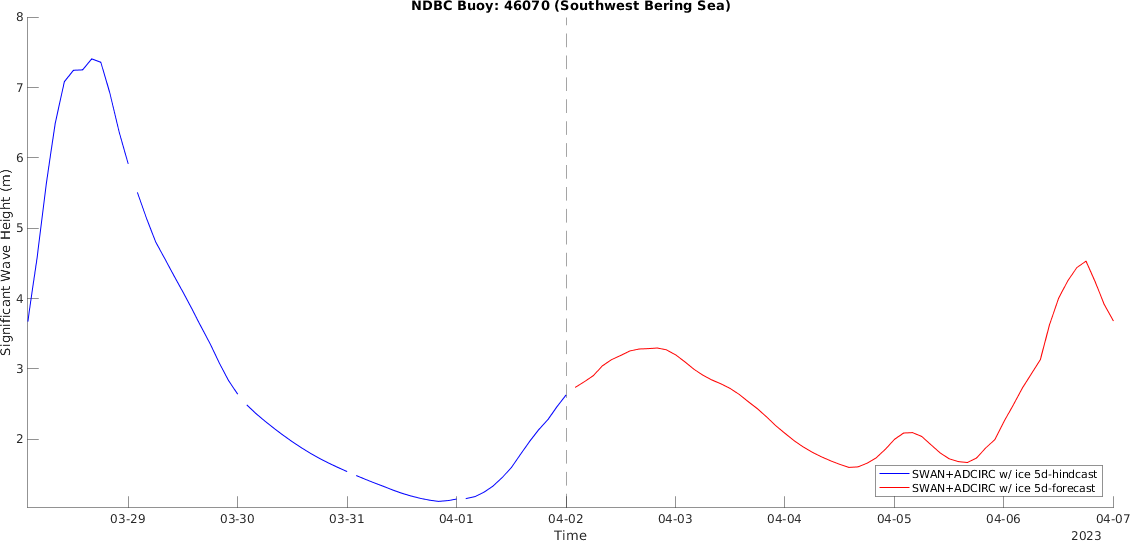 NDBC Buoy: 46070 (Southwest Bering Sea)
Significant Wave Height (m)
8
7
6
5
4
3
2
SWAN+ADCIRC w/ ice 5d-hindcast
SWAN+ADCIRC w/ ice 5d-forecast
03-29 03-30 03-31 04-01 04-02 04-03 04-04 04-05 04-06 04-07
Time
2023